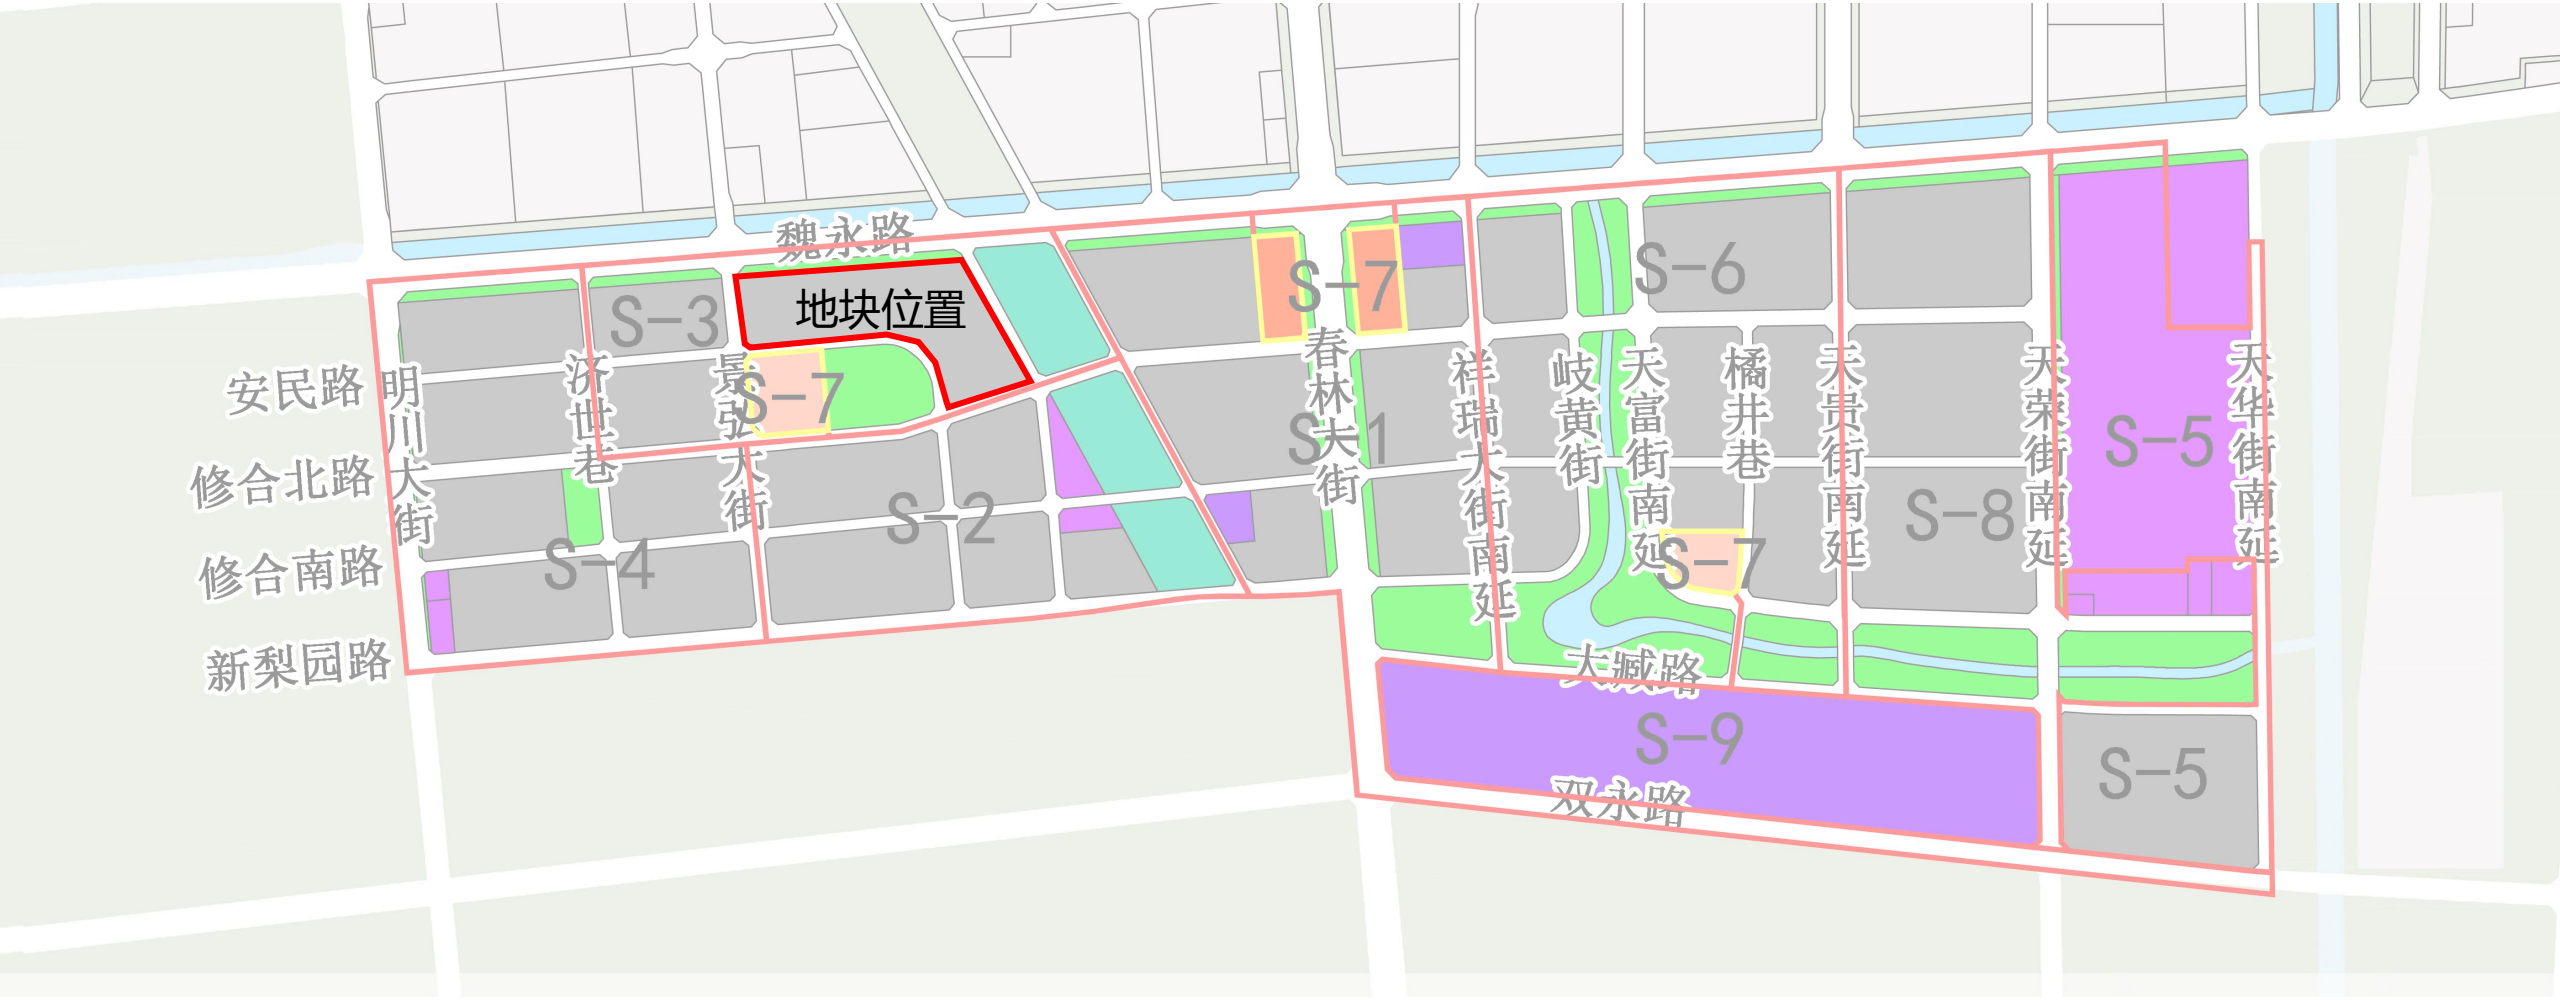 魏永路
S-3
地块位置
S-7
S-7
S-6
安民路
修合北路
修合南路
新梨园路
明川大街
济世巷
景弘大街
S-7
S-4
S-2
春林大街
S-1
祥瑞大街南延
岐黄街
天富街南延
橘井巷
天贵街南延
天荣街南延
天华街南延
S-5
S-8
S-7
大臧路
S-9
双永路
S-5